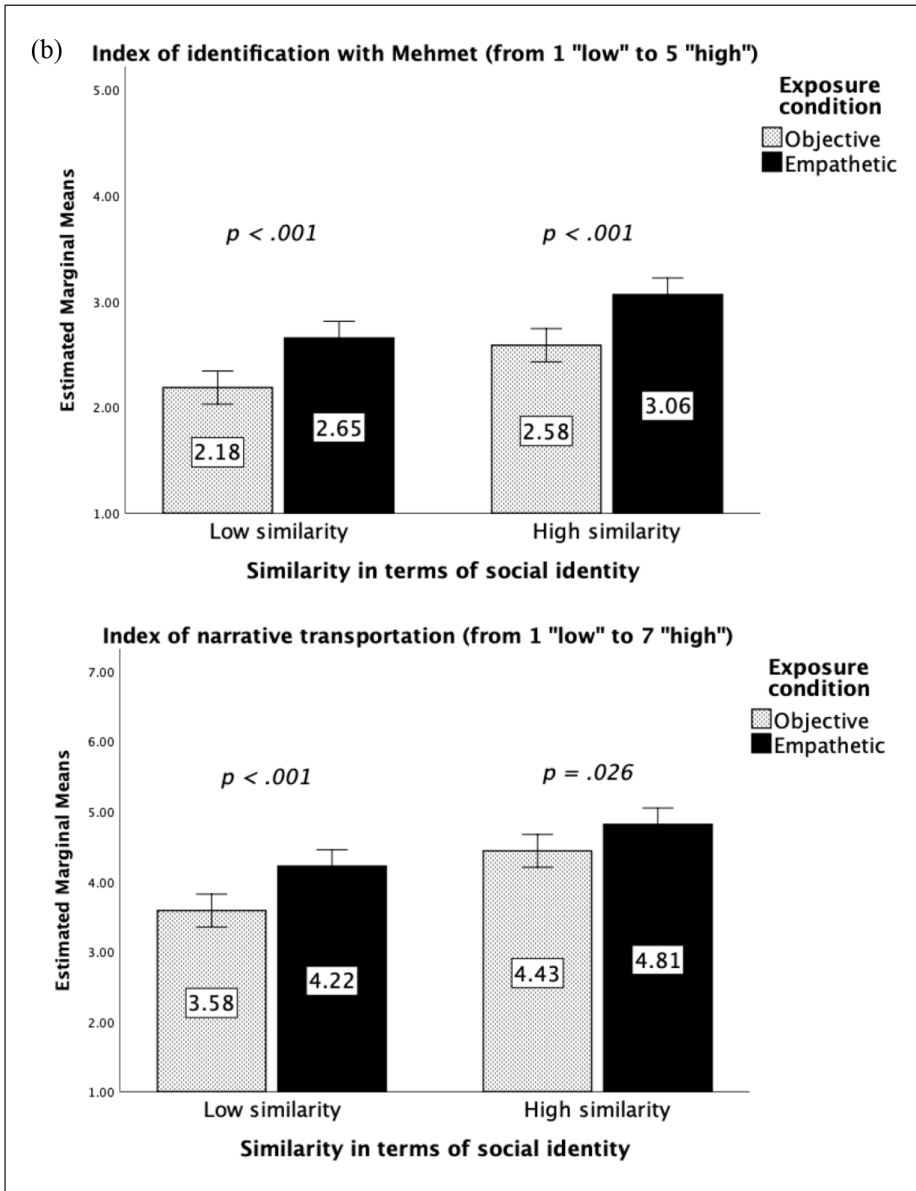 (b) Index of identification with Mehmet (from 1 "low" to 5 "high")
Exposure
condition
Objective
Empathetic
Estimated Marginal Means
5.00
4.00
3.00
2.00
1.00
p < .001
p < .001
2.18
2.65
2.58
3.06
Low similarity
High similarity
Similarity in terms of social identity
Index of narrative transportation (from 1 "low" to 7 "high")
Exposure
condition
Objective
Empathetic
Estimated Marginal Means
7.00
6.00
5.00
4.00
3.00
2.00
1.00
p < .001
p = .026
3.58
4.22
4.43
4.81
Low similarity
High similarity
Similarity in terms of social identity